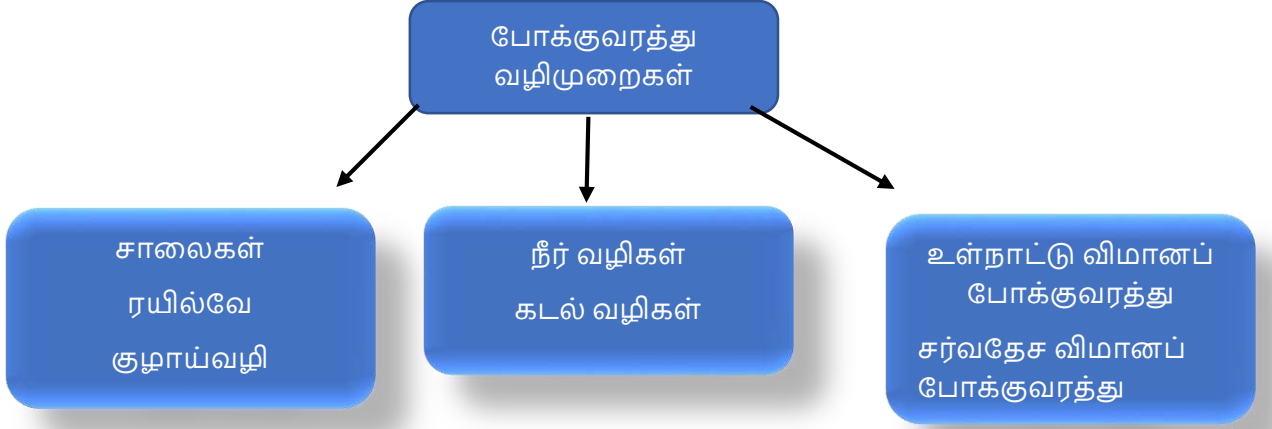 போக்குவரத்து
வழிமுறைகள்
சாலைகள்
ரயில்வே
குழாய்வழி
நீர் வழிகள்
கடல் வழிகள்
உள்நாட்டு விமானப்
போக்குவரத்து
சர்வதேச விமானப்
போக்குவரத்து